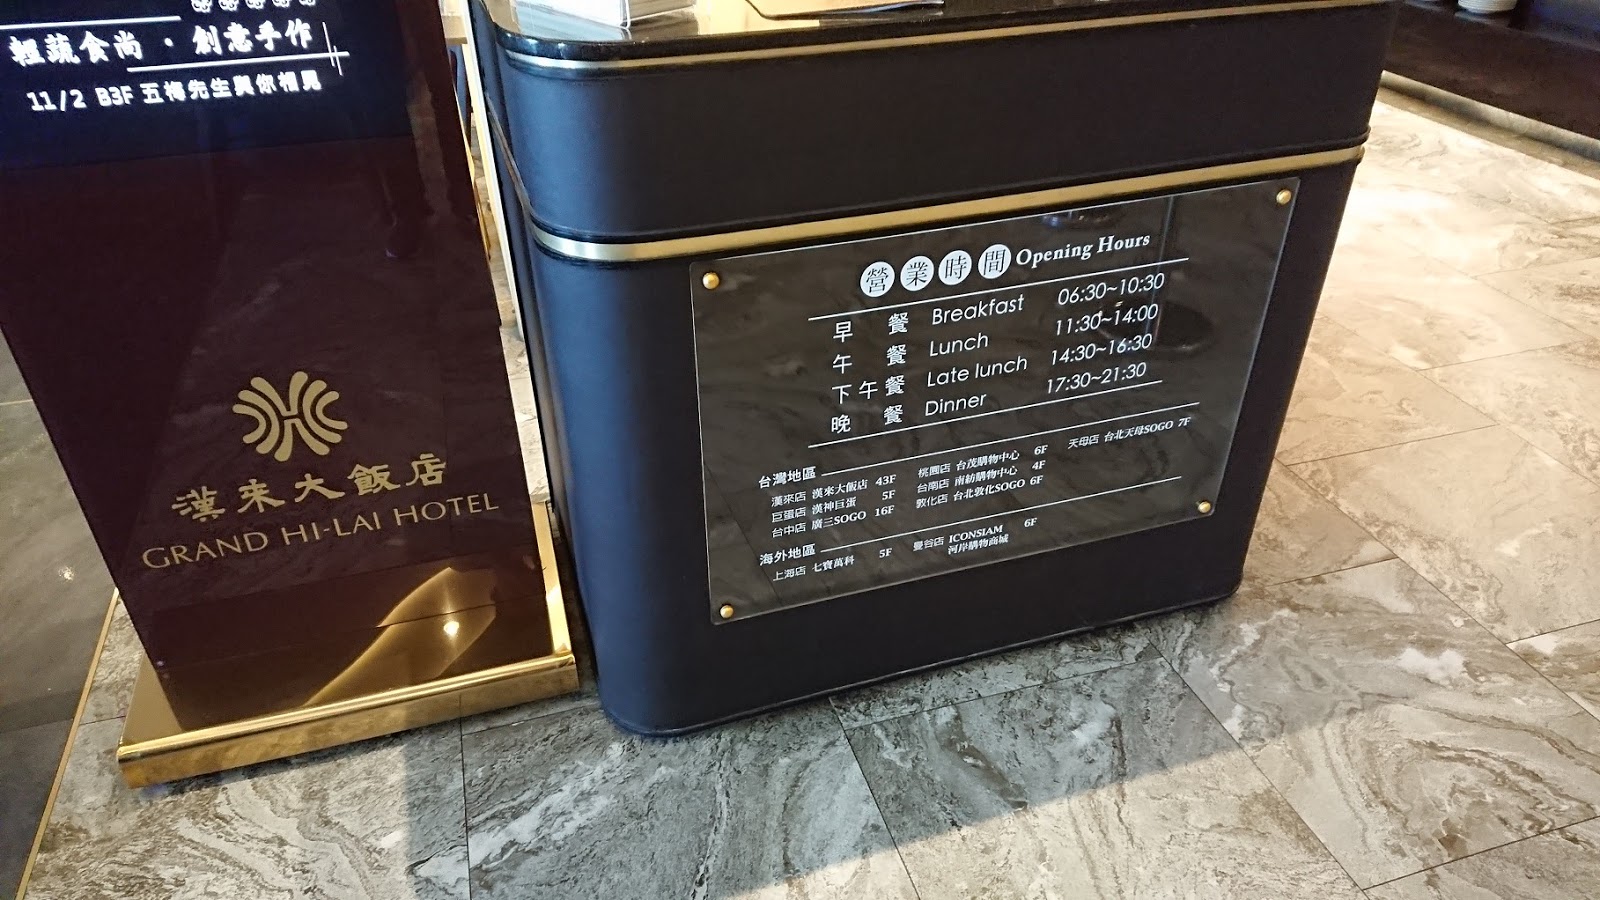 輕蔬食尚·創意手作
11/2 B3F 五梅先生與你相見
漢來大飯店
GRAND HI-LAI HOTEL
營業時間 Opening Hours
早餐 Breakfast 06:30~10:30
午餐 Lunch 11:30~14:00
下午餐 Late lunch 14:30~16:30
晚餐 Dinner 17:30~21:30
台灣地區
漢來店 漢來大飯店 43F 桃園店 台茂購物中心 6F 天母店 台北天母SOGO 7F
巨蛋店 漢神巨蛋 5F 台南店 南紡購物中心 4F
台中店 廣三SOGO 16F 敦化店 台北敦化SOGO 6F
海外地區
上海店 七寶萬科 5F 曼谷店 ICONSIAM 6F
河岸購物商城